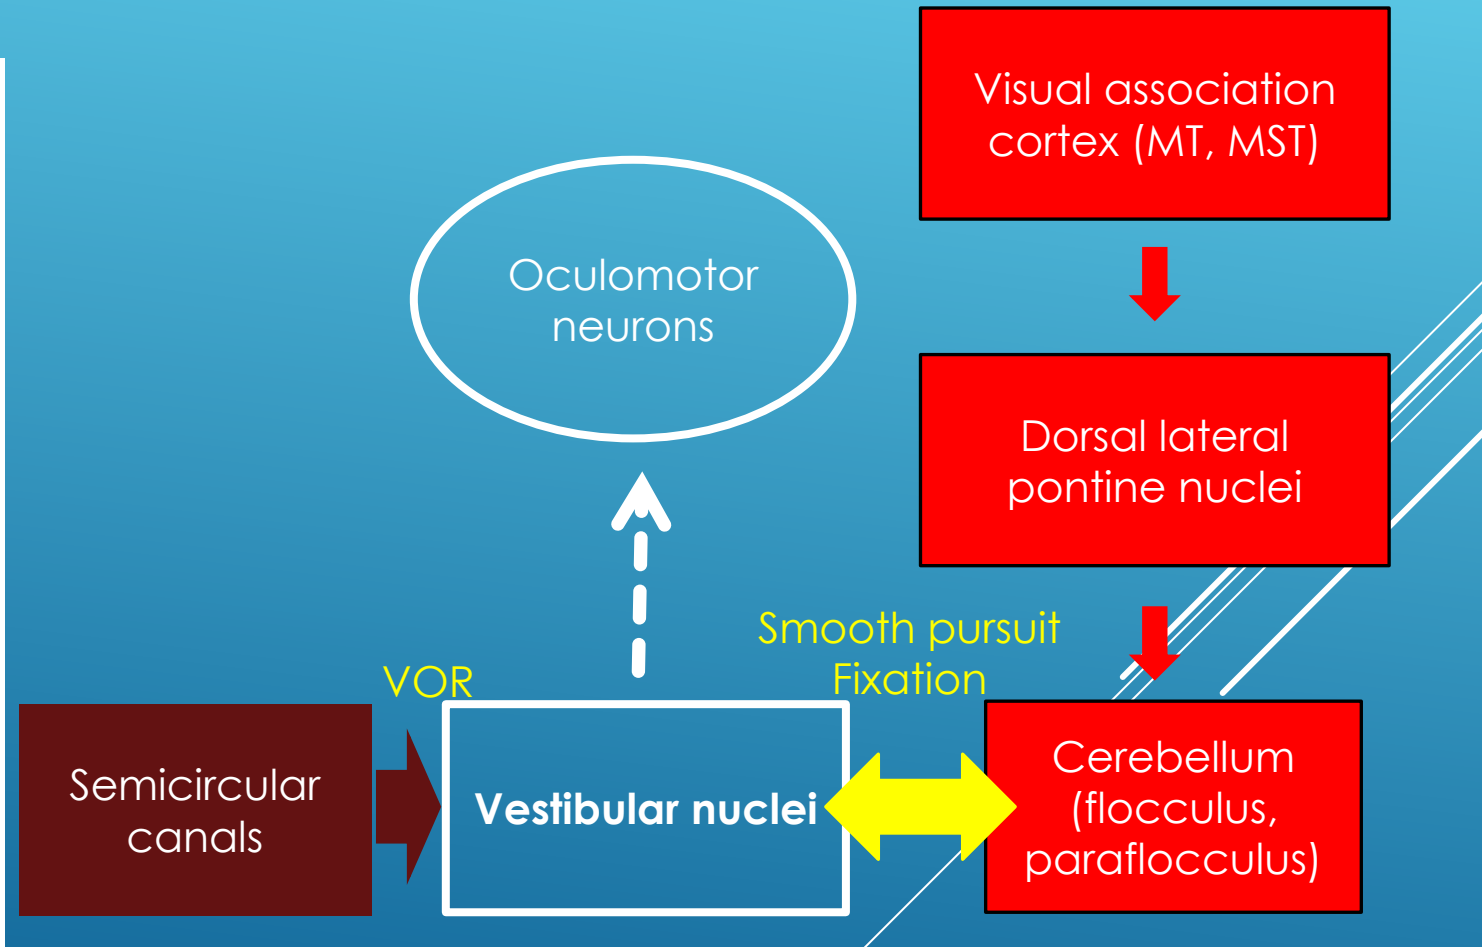 Visual association
cortex (MT, MST)
Oculomotor
neurons
Dorsal lateral
pontine nuclei
Smooth pursuit
Fixation
VOR
Semicircular
canals
Vestibular nuclei
Cerebellum
(flocculus,
paraflocculus)